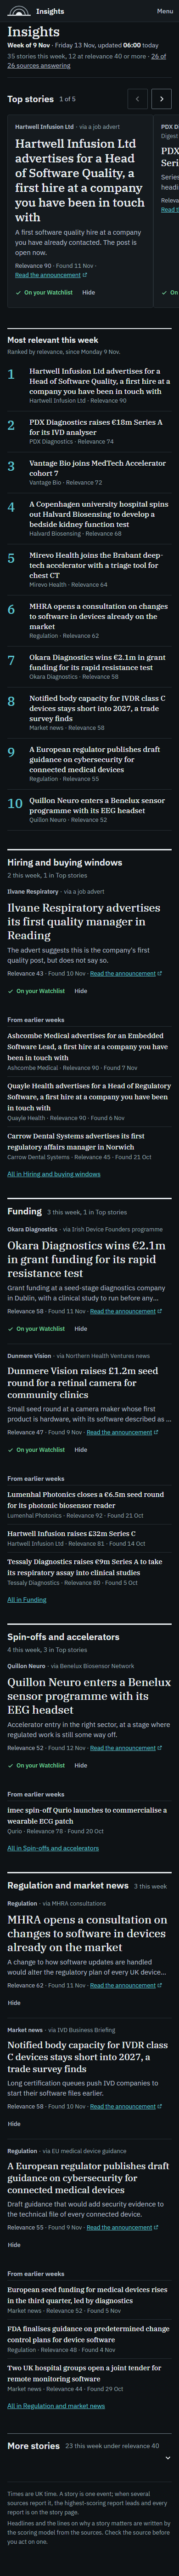 Insights
Menu
Insights
Week of 9 Nov · Friday 13 Nov, updated 06:00 today
35 stories this week, 12 at relevance 40 or more · 26 of
26 sources answering
Top stories 1 of 5
Hartwell Infusion Ltd · via a job advert
Hartwell Infusion Ltd
advertises for a Head
of Software Quality, a
first hire at a company
you have been in touch
with
A first software quality hire at a company
you have already contacted. The post is
open now.
Relevance 90 · Found 11 Nov ·
Read the announcement
On your Watchlist
Hide
PDX D
Digest
PDX
Seri
Series
headi
Releva
Read t
On
Most relevant this week
Ranked by relevance, since Monday 9 Nov.
1
Hartwell Infusion Ltd advertises for a
Head of Software Quality, a first hire at a
company you have been in touch with
Hartwell Infusion Ltd · Relevance 90
2
PDX Diagnostics raises €18m Series A
for its IVD analyser
PDX Diagnostics · Relevance 74
3
Vantage Bio joins MedTech Accelerator
cohort 7
Vantage Bio · Relevance 72
4
A Copenhagen university hospital spins
out Halvard Biosensing to develop a
bedside kidney function test
Halvard Biosensing · Relevance 68
5
Mirevo Health joins the Brabant deep-
tech accelerator with a triage tool for
chest CT
Mirevo Health · Relevance 64
6
MHRA opens a consultation on changes
to software in devices already on the
market
Regulation · Relevance 62
7
Okara Diagnostics wins €2.1m in grant
funding for its rapid resistance test
Okara Diagnostics · Relevance 58
8
Notified body capacity for IVDR class C
devices stays short into 2027, a trade
survey finds
Market news · Relevance 58
9
A European regulator publishes draft
guidance on cybersecurity for
connected medical devices
Regulation · Relevance 55
10
Quillon Neuro enters a Benelux sensor
programme with its EEG headset
Quillon Neuro · Relevance 52
Hiring and buying windows
2 this week, 1 in Top stories
Ilvane Respiratory · via a job advert
Ilvane Respiratory advertises
its first quality manager in
Reading
The advert suggests this is the company's first
quality post, but does not say so.
Relevance 43 · Found 10 Nov · Read the announcement
On your Watchlist
Hide
From earlier weeks
Ashcombe Medical advertises for an Embedded
Software Lead, a first hire at a company you have
been in touch with
Ashcombe Medical · Relevance 90 · Found 7 Nov
Quayle Health advertises for a Head of Regulatory
Software, a first hire at a company you have been
in touch with
Quayle Health · Relevance 90 · Found 6 Nov
Carrow Dental Systems advertises its first
regulatory affairs manager in Norwich
Carrow Dental Systems · Relevance 45 · Found 21 Oct
All in Hiring and buying windows
Funding 3 this week, 1 in Top stories
Okara Diagnostics · via Irish Device Founders programme
Okara Diagnostics wins €2.1m
in grant funding for its rapid
resistance test
Grant funding at a seed-stage diagnostics company
in Dublin, with a clinical study to run before any…
Relevance 58 · Found 11 Nov · Read the announcement
On your Watchlist
Hide
Dunmere Vision · via Northern Health Ventures news
Dunmere Vision raises £1.2m seed
round for a retinal camera for
community clinics
Small seed round at a camera maker whose first
product is hardware, with its software described as …
Relevance 47 · Found 9 Nov · Read the announcement
On your Watchlist
Hide
From earlier weeks
Lumenhal Photonics closes a €6.5m seed round
for its photonic biosensor reader
Lumenhal Photonics · Relevance 92 · Found 21 Oct
Hartwell Infusion raises £32m Series C
Hartwell Infusion Ltd · Relevance 81 · Found 14 Oct
Tessaly Diagnostics raises €9m Series A to take
its respiratory assay into clinical studies
Tessaly Diagnostics · Relevance 80 · Found 5 Oct
All in Funding
Spin-offs and accelerators
4 this week, 3 in Top stories
Quillon Neuro · via Benelux Biosensor Network
Quillon Neuro enters a Benelux
sensor programme with its
EEG headset
Accelerator entry in the right sector, at a stage where
regulated work is still some way off.
Relevance 52 · Found 12 Nov · Read the announcement
On your Watchlist
Hide
From earlier weeks
imec spin-off Qurio launches to commercialise a
wearable ECG patch
Qurio · Relevance 78 · Found 20 Oct
All in Spin-offs and accelerators
Regulation and market news 3 this week
Regulation · via MHRA consultations
MHRA opens a consultation on
changes to software in devices
already on the market
A change to how software updates are handled
would alter the regulatory plan of every UK device…
Relevance 62 · Found 11 Nov · Read the announcement
Hide
Market news · via IVD Business Briefing
Notified body capacity for IVDR class
C devices stays short into 2027, a
trade survey finds
Long certification queues push IVD companies to
start their software files earlier.
Relevance 58 · Found 10 Nov · Read the announcement
Hide
Regulation · via EU medical device guidance
A European regulator publishes draft
guidance on cybersecurity for
connected medical devices
Draft guidance that would add security evidence to
the technical file of every connected device.
Relevance 55 · Found 9 Nov · Read the announcement
Hide
From earlier weeks
European seed funding for medical devices rises
in the third quarter, led by diagnostics
Market news · Relevance 52 · Found 5 Nov
FDA finalises guidance on predetermined change
control plans for device software
Regulation · Relevance 48 · Found 4 Nov
Two UK hospital groups open a joint tender for
remote monitoring software
Market news · Relevance 44 · Found 29 Oct
All in Regulation and market news
More stories 23 this week under relevance 40
Times are UK time. A story is one event; when several
sources report it, the highest-scoring report leads and every
report is on the story page.
Headlines and the lines on why a story matters are written by
the scoring model from the sources. Check the source before
you act on one.